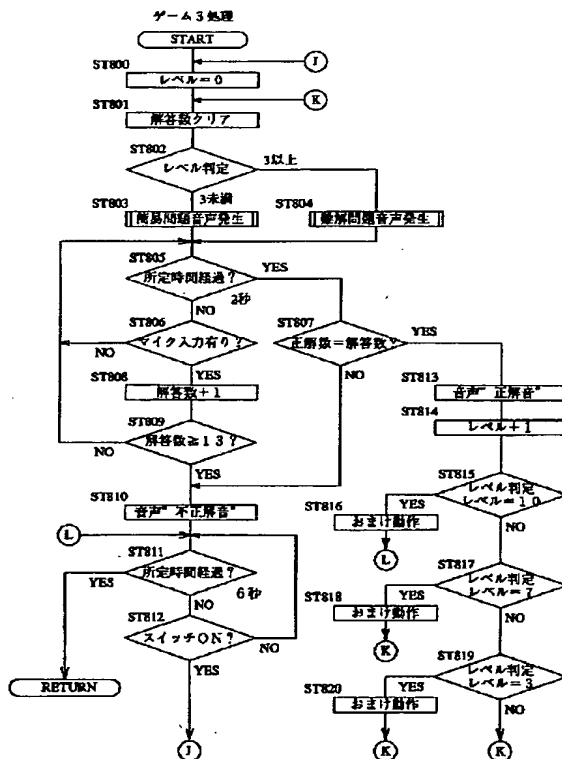 ゲーム3処理
START
J
ST800
レベル=0
K
ST801
解答数クリア
ST802
レベル判定
3以上
3未満
ST803
簡易問題音声発生
ST804
難解問題音声発生
ST805
所定時間経過?
YES
2秒
NO
ST806
マイク入力有り?
NO
YES
ST807
正解数=解答数?
YES
NO
ST808
解答数+1
ST809
解答数≧13?
NO
YES
ST810
音声"不正解音"
L
ST811
所定時間経過?
YES
6秒
NO
ST812
スイッチON?
NO
YES
RETURN
J
ST813
音声"正解音"
ST814
レベル+1
ST815
レベル判定
レベル=10
YES
NO
ST816
おまけ動作
L
ST817
レベル判定
レベル=7
YES
NO
ST818
おまけ動作
K
ST819
レベル判定
レベル=3
YES
NO
ST820
おまけ動作
K
K